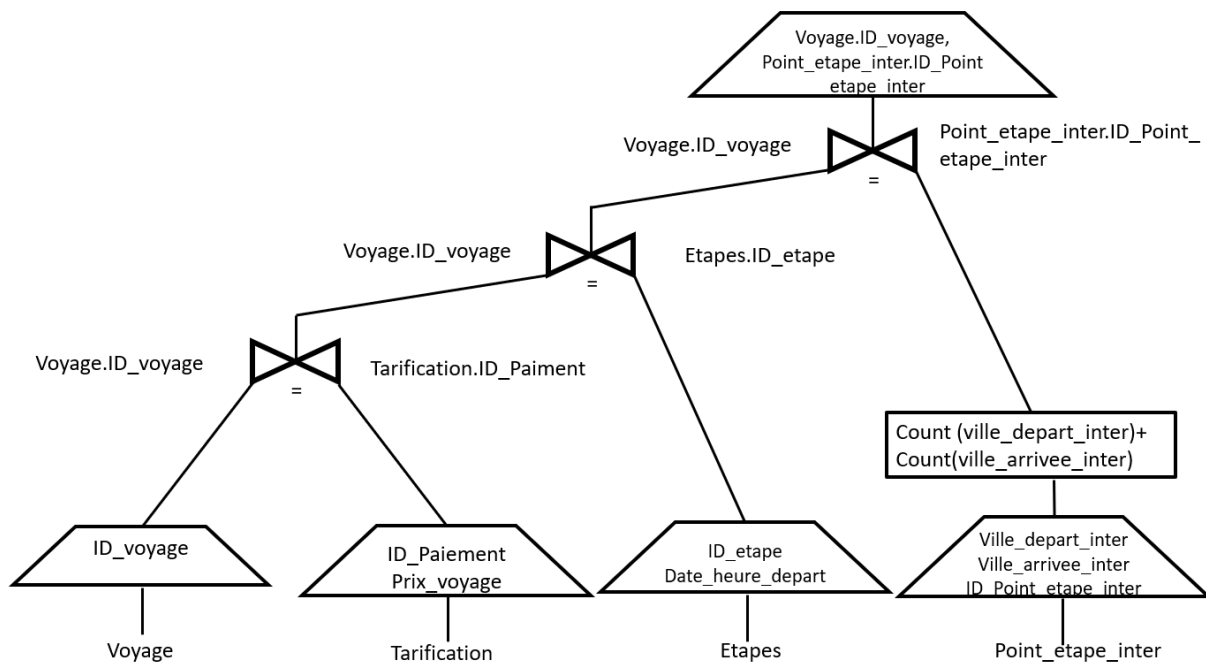 Voyage.ID_voyage,
Point_etape_inter.ID_Point
etape_inter
Voyage.ID_voyage
Point_etape_inter.ID_Point_
etape_inter
=
Voyage.ID_voyage
Etapes.ID_etape
=
Voyage.ID_voyage
Tarification.ID_Paiment
=
Count (ville_depart_inter)+
Count(ville_arrivee_inter)
ID_voyage
ID_Paiement
Prix_voyage
ID_etape
Date_heure_depart
Ville_depart_inter
Ville_arrivee_inter
ID_Point_etape_inter
Voyage
Tarification
Etapes
Point_etape_inter